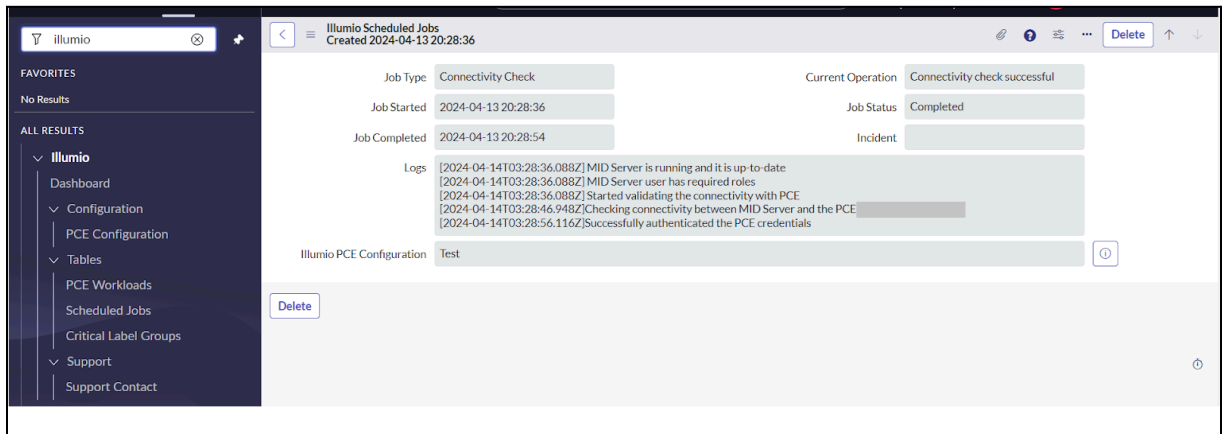 illumio
FAVORITES
No Results
ALL RESULTS
Illumio
Dashboard
Configuration
PCE Configuration
Tables
PCE Workloads
Scheduled Jobs
Critical Label Groups
Support
Support Contact
Illumio Scheduled Jobs
Created 2024-04-13 20:28:36
Delete
Job Type Connectivity Check
Current Operation Connectivity check successful
Job Started 2024-04-13 20:28:36
Job Status Completed
Job Completed 2024-04-13 20:28:54
Incident
Logs [2024-04-14T03:28:36.088Z] MID Server is running and it is up-to-date
[2024-04-14T03:28:36.088Z] MID Server user has required roles
[2024-04-14T03:28:36.088Z] Started validating the connectivity with PCE
[2024-04-14T03:28:46.948Z]Checking connectivity between MID Server and the PCE
[2024-04-14T03:28:56.116Z]Successfully authenticated the PCE credentials
Illumio PCE Configuration Test
Delete